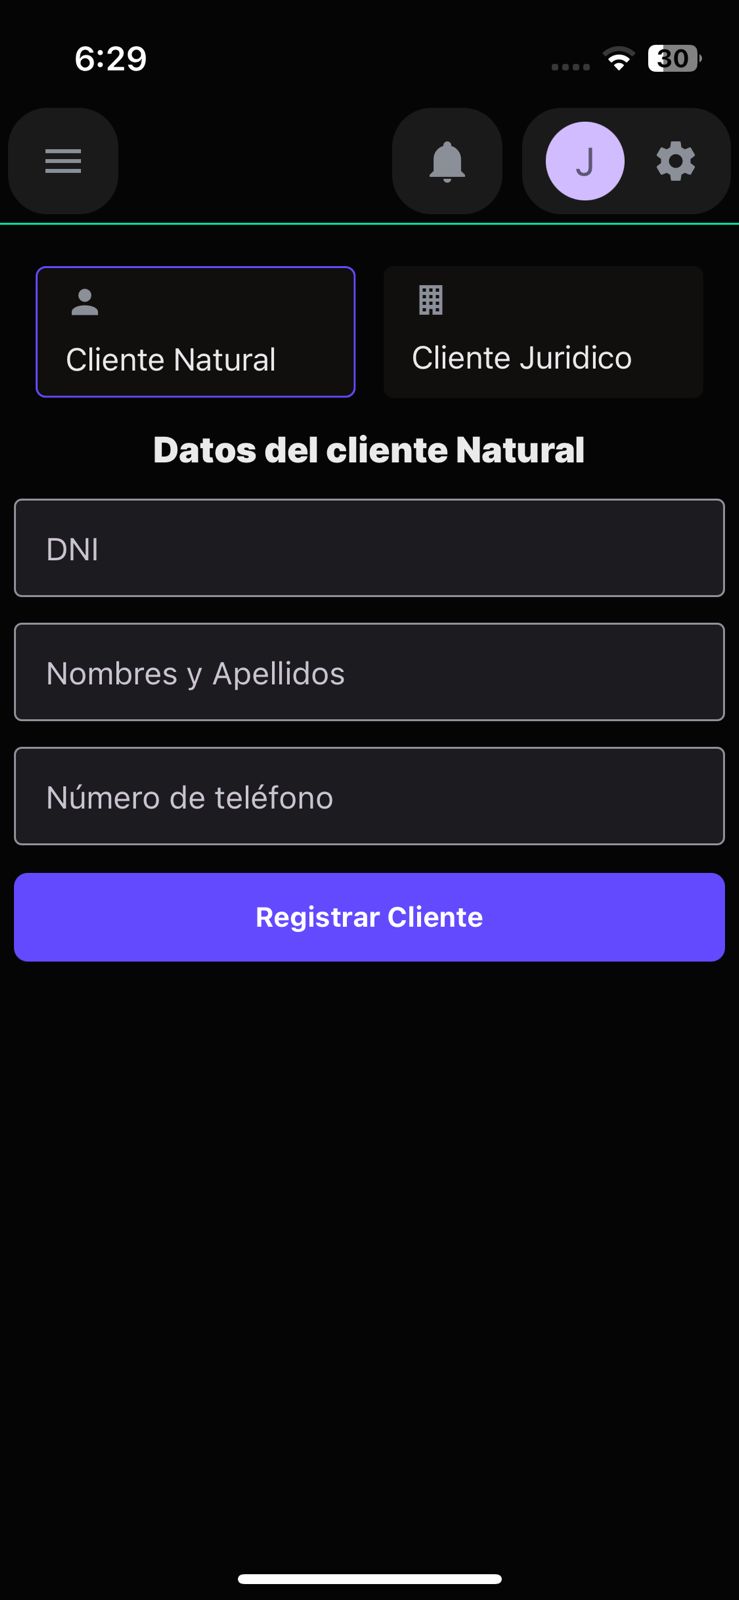 6:29
30
J
Cliente Natural
Cliente Juridico
Datos del cliente Natural
DNI
Nombres y Apellidos
Número de teléfono
Registrar Cliente